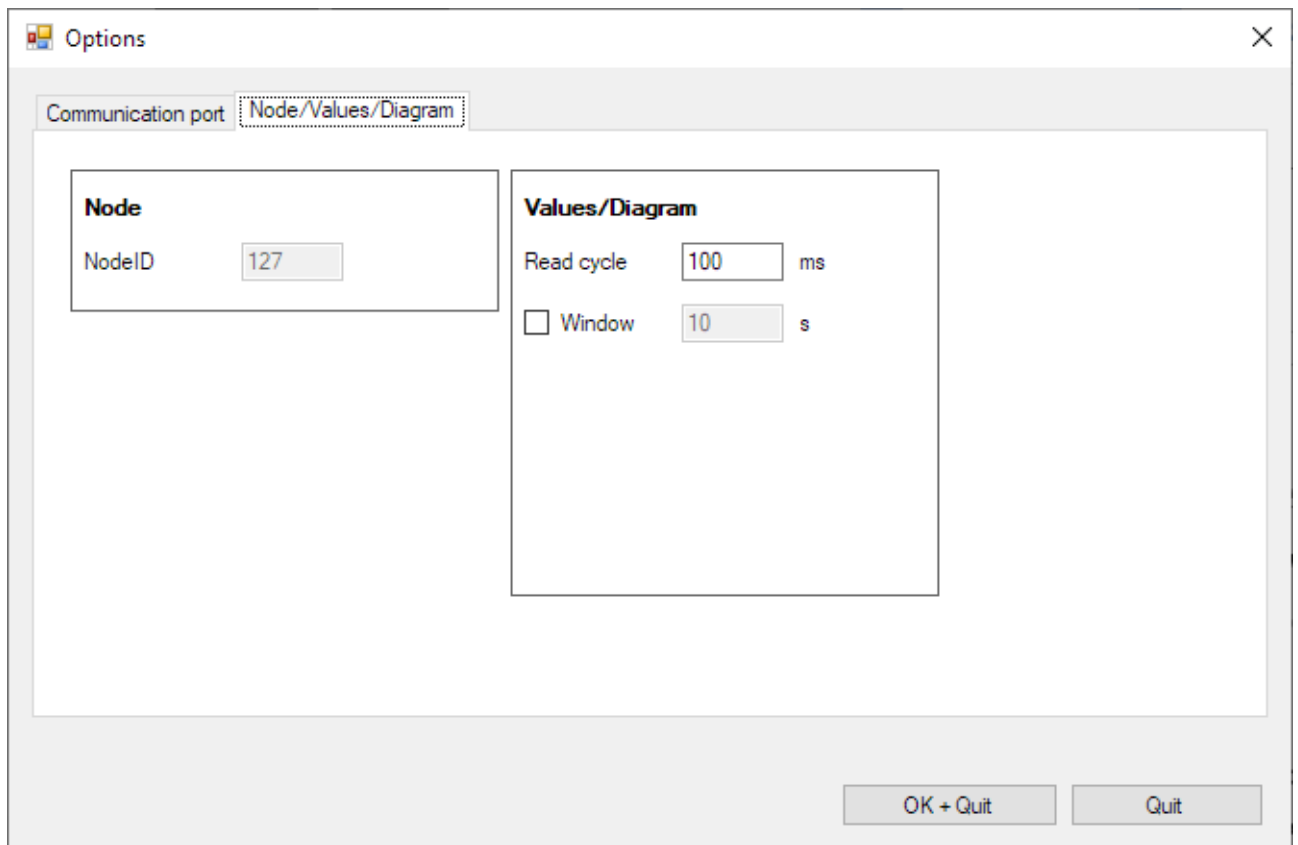 Options
Communication port Node/Values/Diagram
Node
NodeID 127
Values/Diagram
Read cycle 100 ms
Window 10 s
OK + Quit Quit